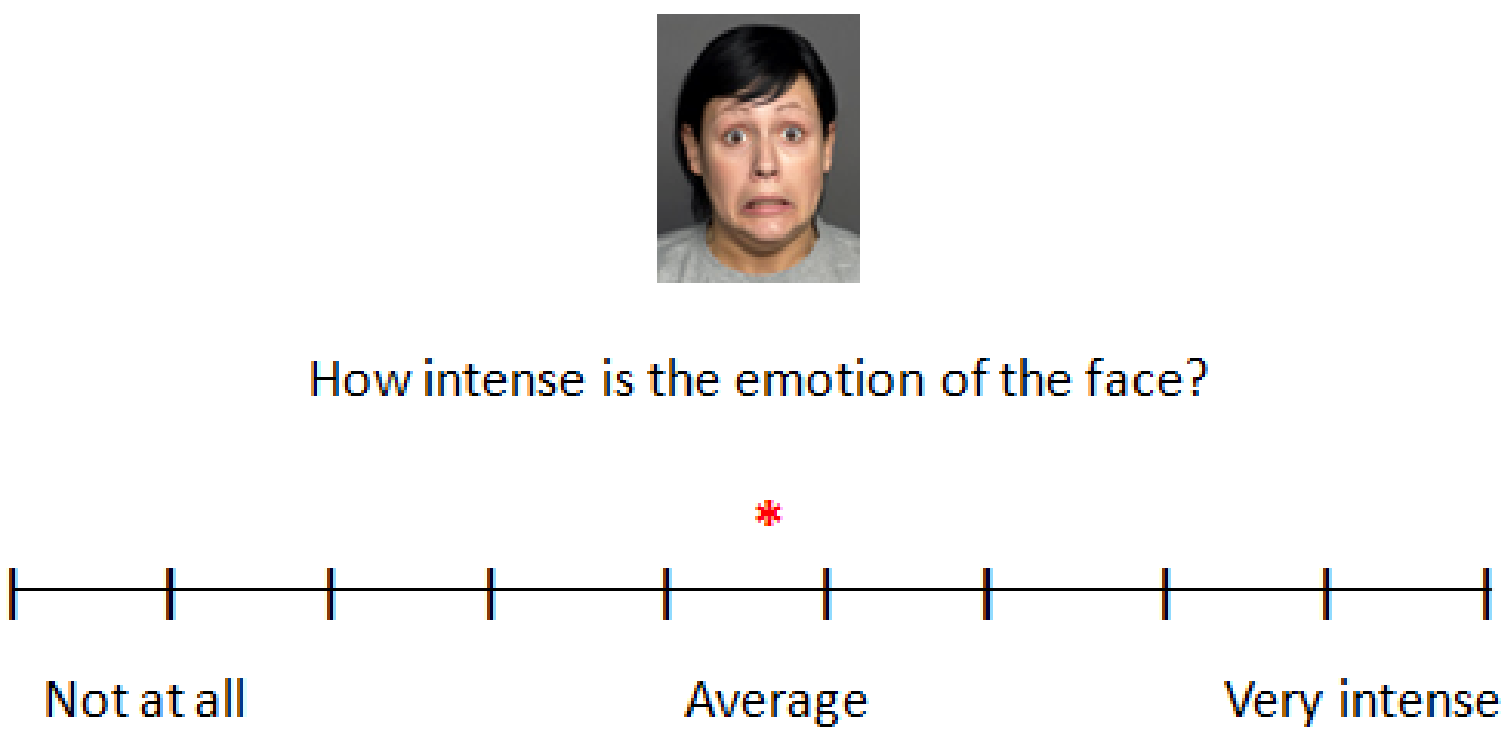 How intense is the emotion of the face?
*
Not at all Average Very intense